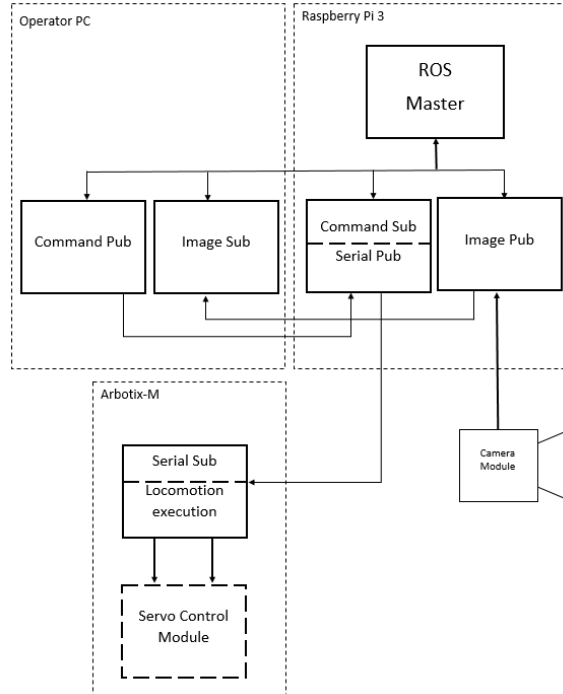 Operator PC
Raspberry Pi 3
ROS
Master
Command Pub
Image Sub
Command Sub
Serial Pub
Image Pub
Arbotix-M
Serial Sub
Locomotion
execution
Camera
Module
Servo Control
Module